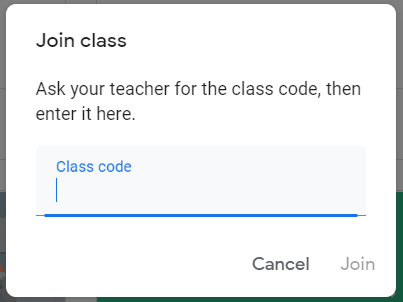 Join class
Ask your teacher for the class code, then
enter it here.
Class code
Cancel Join